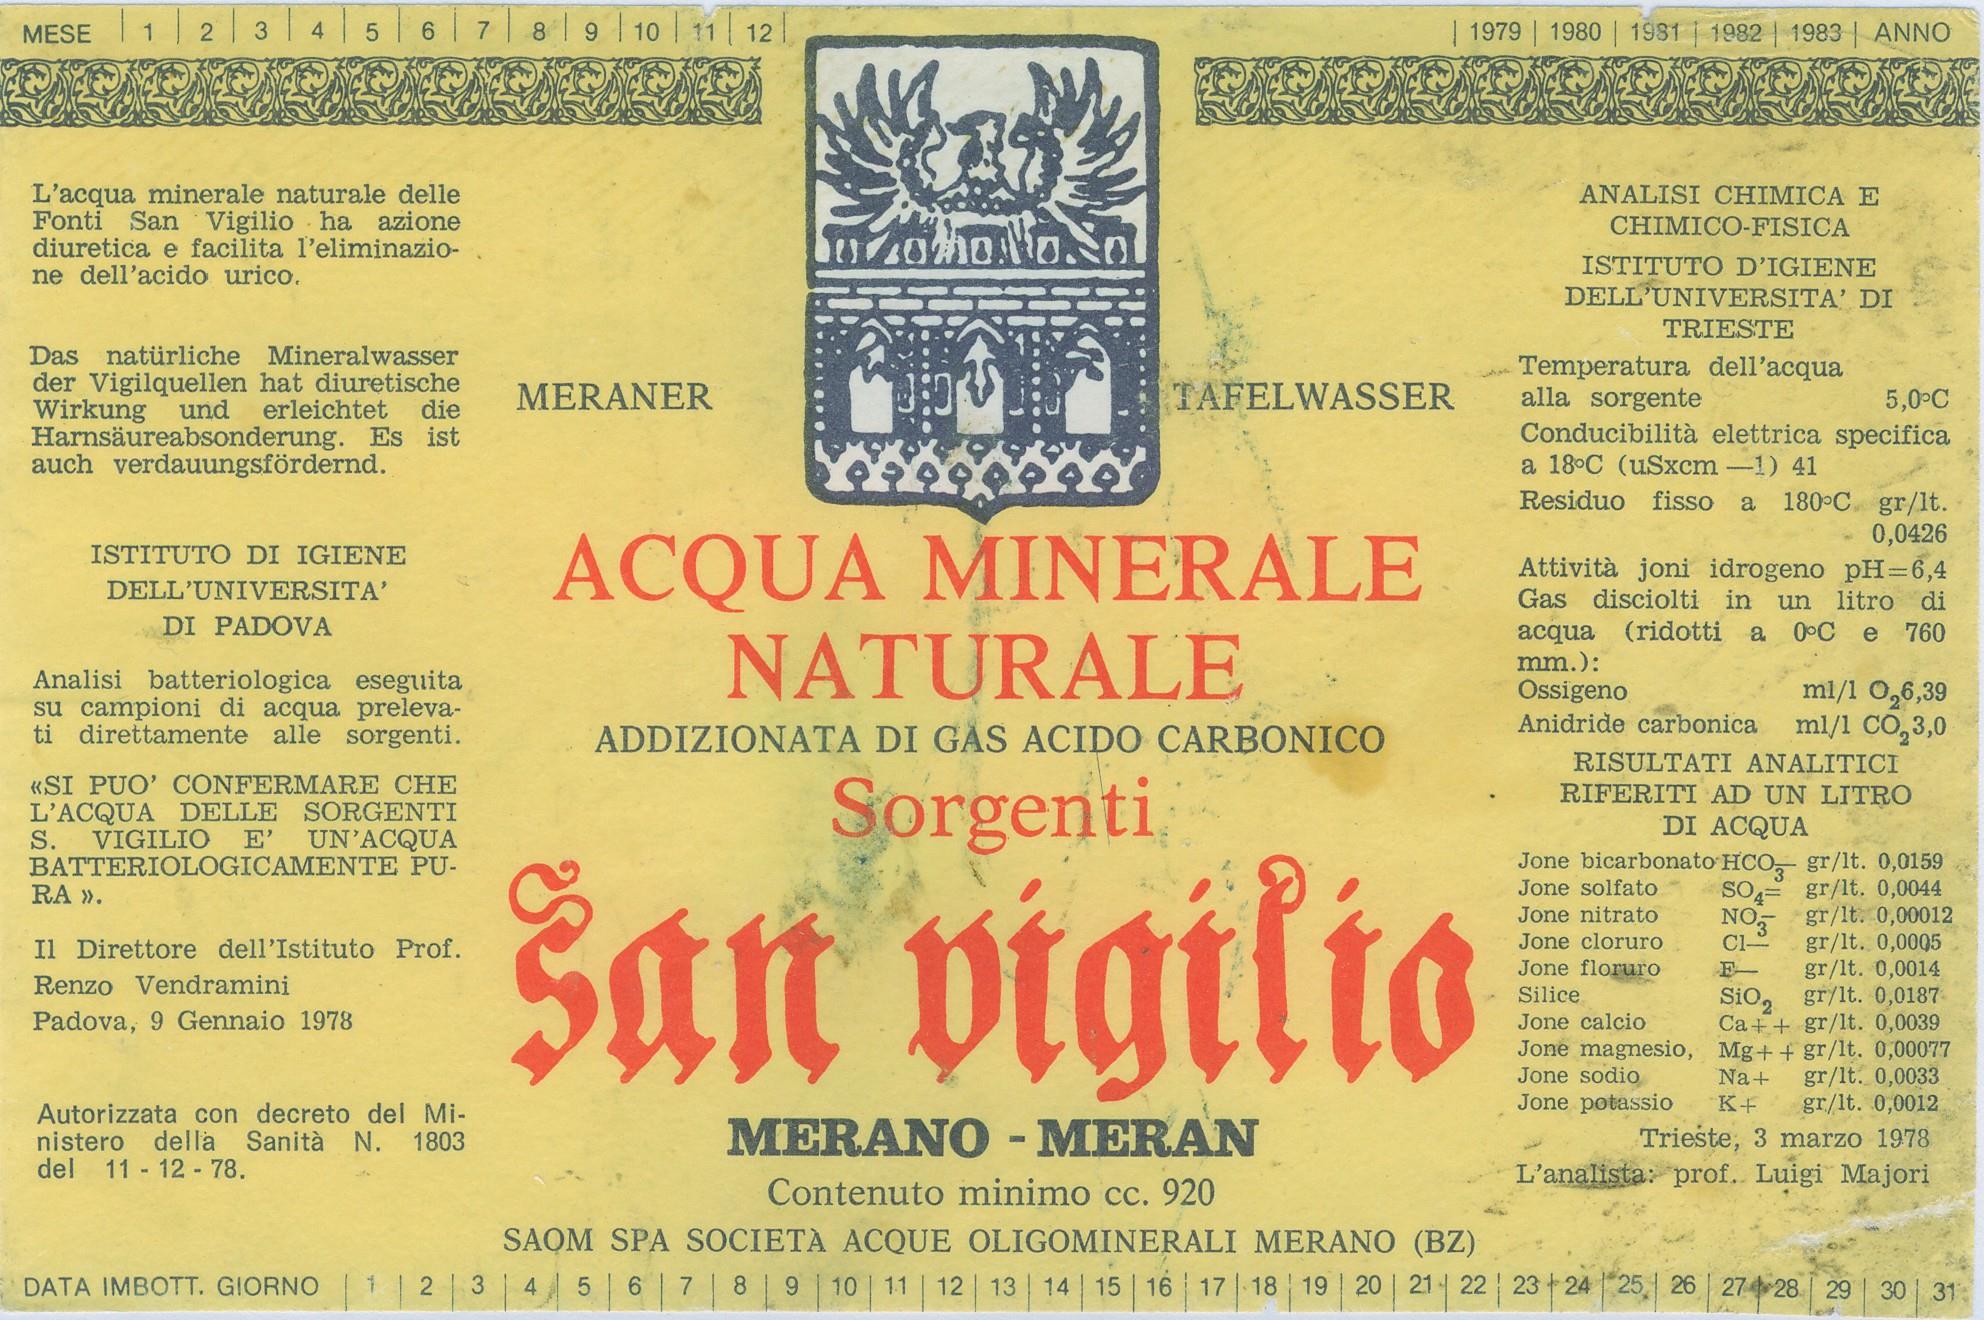 MESE | 1 | 2 | 3 | 4 | 5 | 6 | 7 | 8 | 9 | 10 | 11 | 12 |
| 1979 | 1980 | 1981 | 1982 | 1983 | ANNO
L'acqua minerale naturale delle
Fonti San Vigilio ha azione
diuretica e facilita l'eliminazio-
ne dell'acido urico.
Das natürliche Mineralwasser
der Vigilquellen hat diuretische
Wirkung und erleichtet die
Harnsäureabsonderung. Es ist
auch verdauungsfördernd.
ISTITUTO DI IGIENE
DELL'UNIVERSITA'
DI PADOVA
Analisi batteriologica eseguita
su campioni di acqua preleva-
ti direttamente alle sorgenti.
«SI PUO' CONFERMARE CHE
L'ACQUA DELLE SORGENTI
S. VIGILIO E' UN'ACQUA
BATTERIOLOGICAMENTE PU-
RA ».
Il Direttore dell'Istituto Prof.
Renzo Vendramini
Padova, 9 Gennaio 1978
Autorizzata con decreto del Mi-
nistero della Sanità N. 1803
del 11 - 12 - 78.
MERANER TAFELWASSER
ACQUA MINERALE
NATURALE
ADDIZIONATA DI GAS ACIDO CARBONICO
Sorgenti
San Vigilio
MERANO - MERAN
Contenuto minimo cc. 920
SAOM SPA SOCIETÀ ACQUE OLIGOMINERALI MERANO (BZ)
ANALISI CHIMICA E
CHIMICO-FISICA
ISTITUTO D'IGIENE
DELL'UNIVERSITA' DI
TRIESTE
Temperatura dell'acqua
alla sorgente 5,0°C
Conducibilità elettrica specifica
a 18°C (uSxcm —1) 41
Residuo fisso a 180°C gr/lt.
0,0426
Attività joni idrogeno pH=6,4
Gas disciolti in un litro di
acqua (ridotti a 0°C e 760
mm.):
Ossigeno ml/l O₂6,39
Anidride carbonica ml/l CO₂3,0
RISULTATI ANALITICI
RIFERITI AD UN LITRO
DI ACQUA
Jone bicarbonato HCO₃— gr/lt. 0,0159
Jone solfato SO₄= gr/lt. 0,0044
Jone nitrato NO₃— gr/lt. 0,00012
Jone cloruro Cl— gr/lt. 0,0005
Jone floruro F— gr/lt. 0,0014
Silice SiO₂ gr/lt. 0,0187
Jone calcio Ca++ gr/lt. 0,0039
Jone magnesio, Mg++ gr/lt. 0,00077
Jone sodio Na+ gr/lt. 0,0033
Jone potassio K+ gr/lt. 0,0012
Trieste, 3 marzo 1978
L'analista: prof. Luigi Majori
DATA IMBOTT. GIORNO | 1 | 2 | 3 | 4 | 5 | 6 | 7 | 8 | 9 | 10 | 11 | 12 | 13 | 14 | 15 | 16 | 17 | 18 | 19 | 20 | 21 | 22 | 23 | 24 | 25 | 26 | 27 | 28 | 29 | 30 | 31